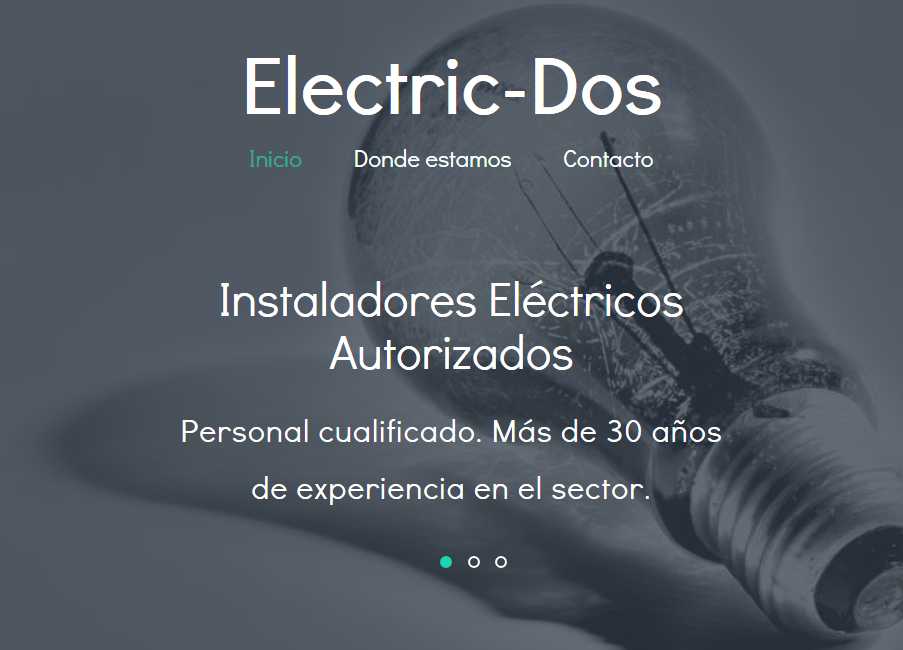 Electric-Dos
Inicio Donde estamos Contacto
Instaladores Eléctricos
Autorizados
Personal cualificado. Más de 30 años
de experiencia en el sector.